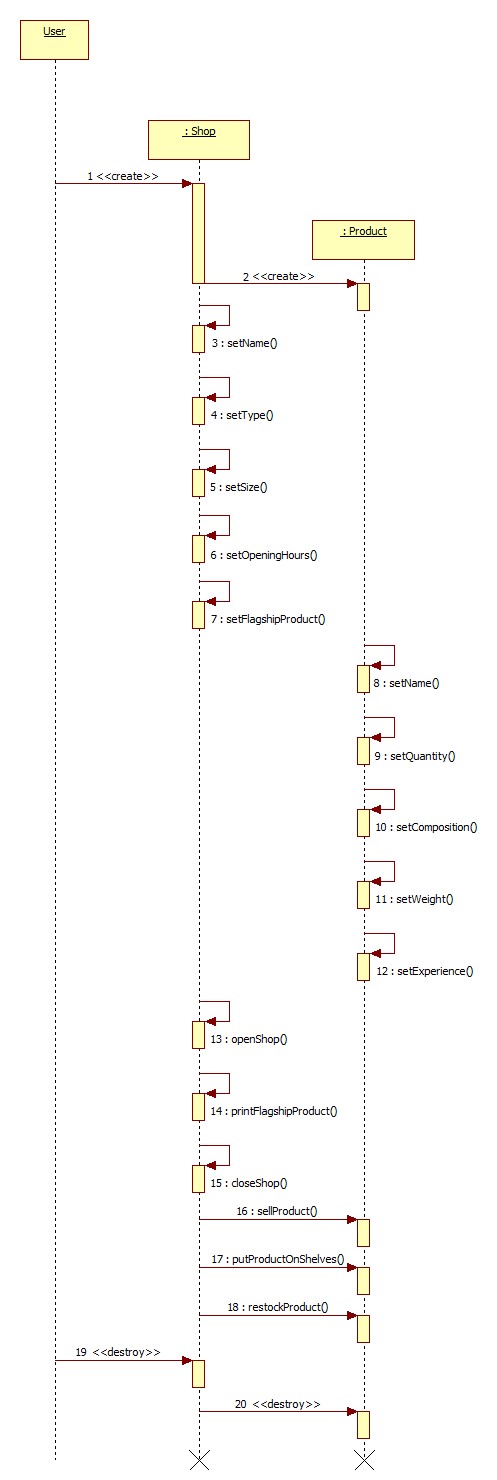 User
: Shop
1 <<create>>
: Product
2 <<create>>
3 : setName()
4 : setType()
5 : setSize()
6 : setOpeningHours()
7 : setFlagshipProduct()
8 : setName()
9 : setQuantity()
10 : setComposition()
11 : setWeight()
12 : setExperience()
13 : openShop()
14 : printFlagshipProduct()
15 : closeShop()
16 : sellProduct()
17 : putProductOnShelves()
18 : restockProduct()
19 <<destroy>>
20 <<destroy>>